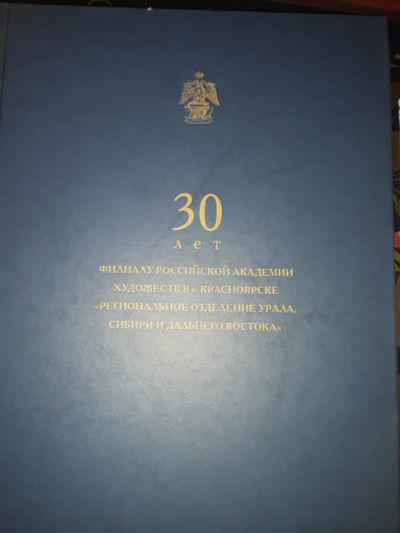 30
лет
ФИЛИАЛУ РОССИЙСКОЙ АКАДЕМИИ
ХУДОЖЕСТВ В г. КРАСНОЯРСКЕ
«РЕГИОНАЛЬНОЕ ОТДЕЛЕНИЕ УРАЛА,
СИБИРИ И ДАЛЬНЕГО ВОСТОКА»